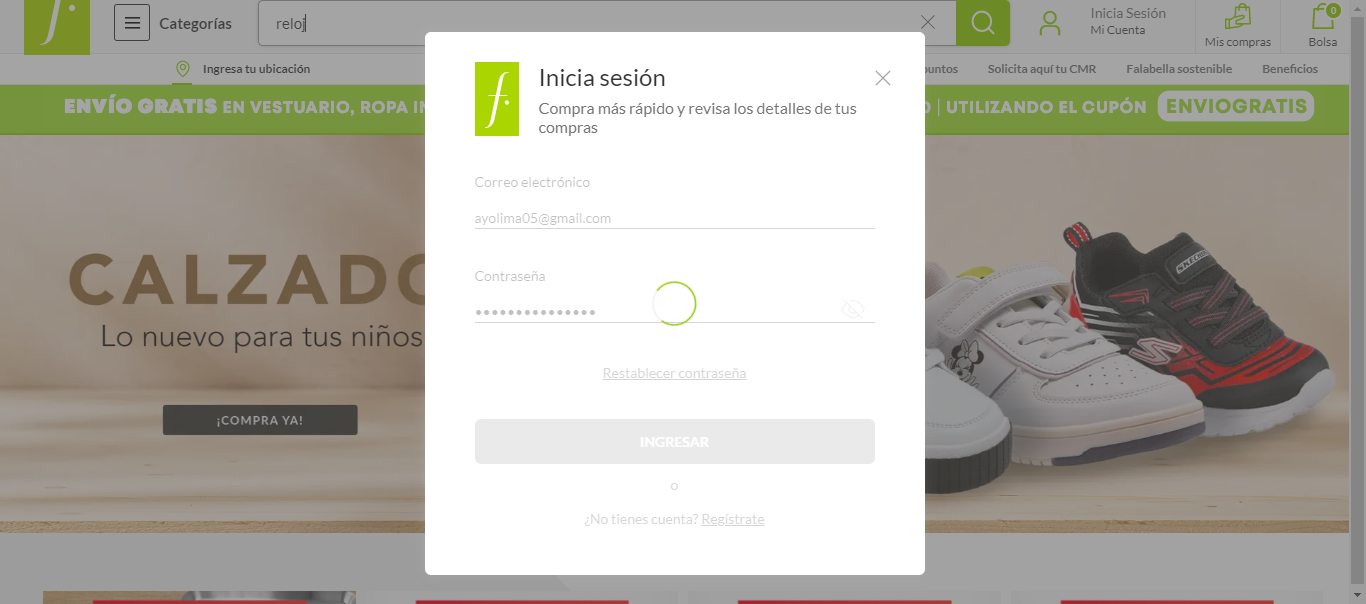 f.
Categorías
reloj
Inicia Sesión
Mi Cuenta
Mis compras
0
Bolsa
Ingresa tu ubicación
Solicita aquí tu CMR
Falabella sostenible
Beneficios
ENVÍO GRATIS EN VESTUARIO, ROPA
| UTILIZANDO EL CUPÓN ENVIOGRATIS
CALZADO
Lo nuevo para tus niños
¡COMPRA YA!
SKECHERS
f.
Inicia sesión
Compra más rápido y revisa los detalles de tus
compras
Correo electrónico
ayolima05@gmail.com
Contraseña
•••••••••••••••
Restablecer contraseña
INGRESAR
o
¿No tienes cuenta? Regístrate